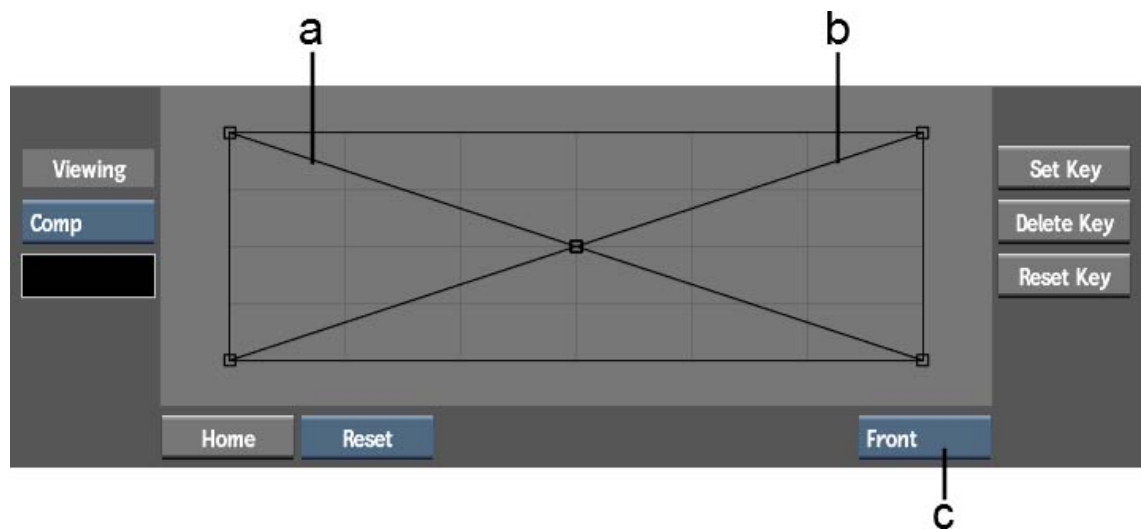 a
b
Viewing
Comp
Set Key
Delete Key
Reset Key
Home
Reset
Front
c